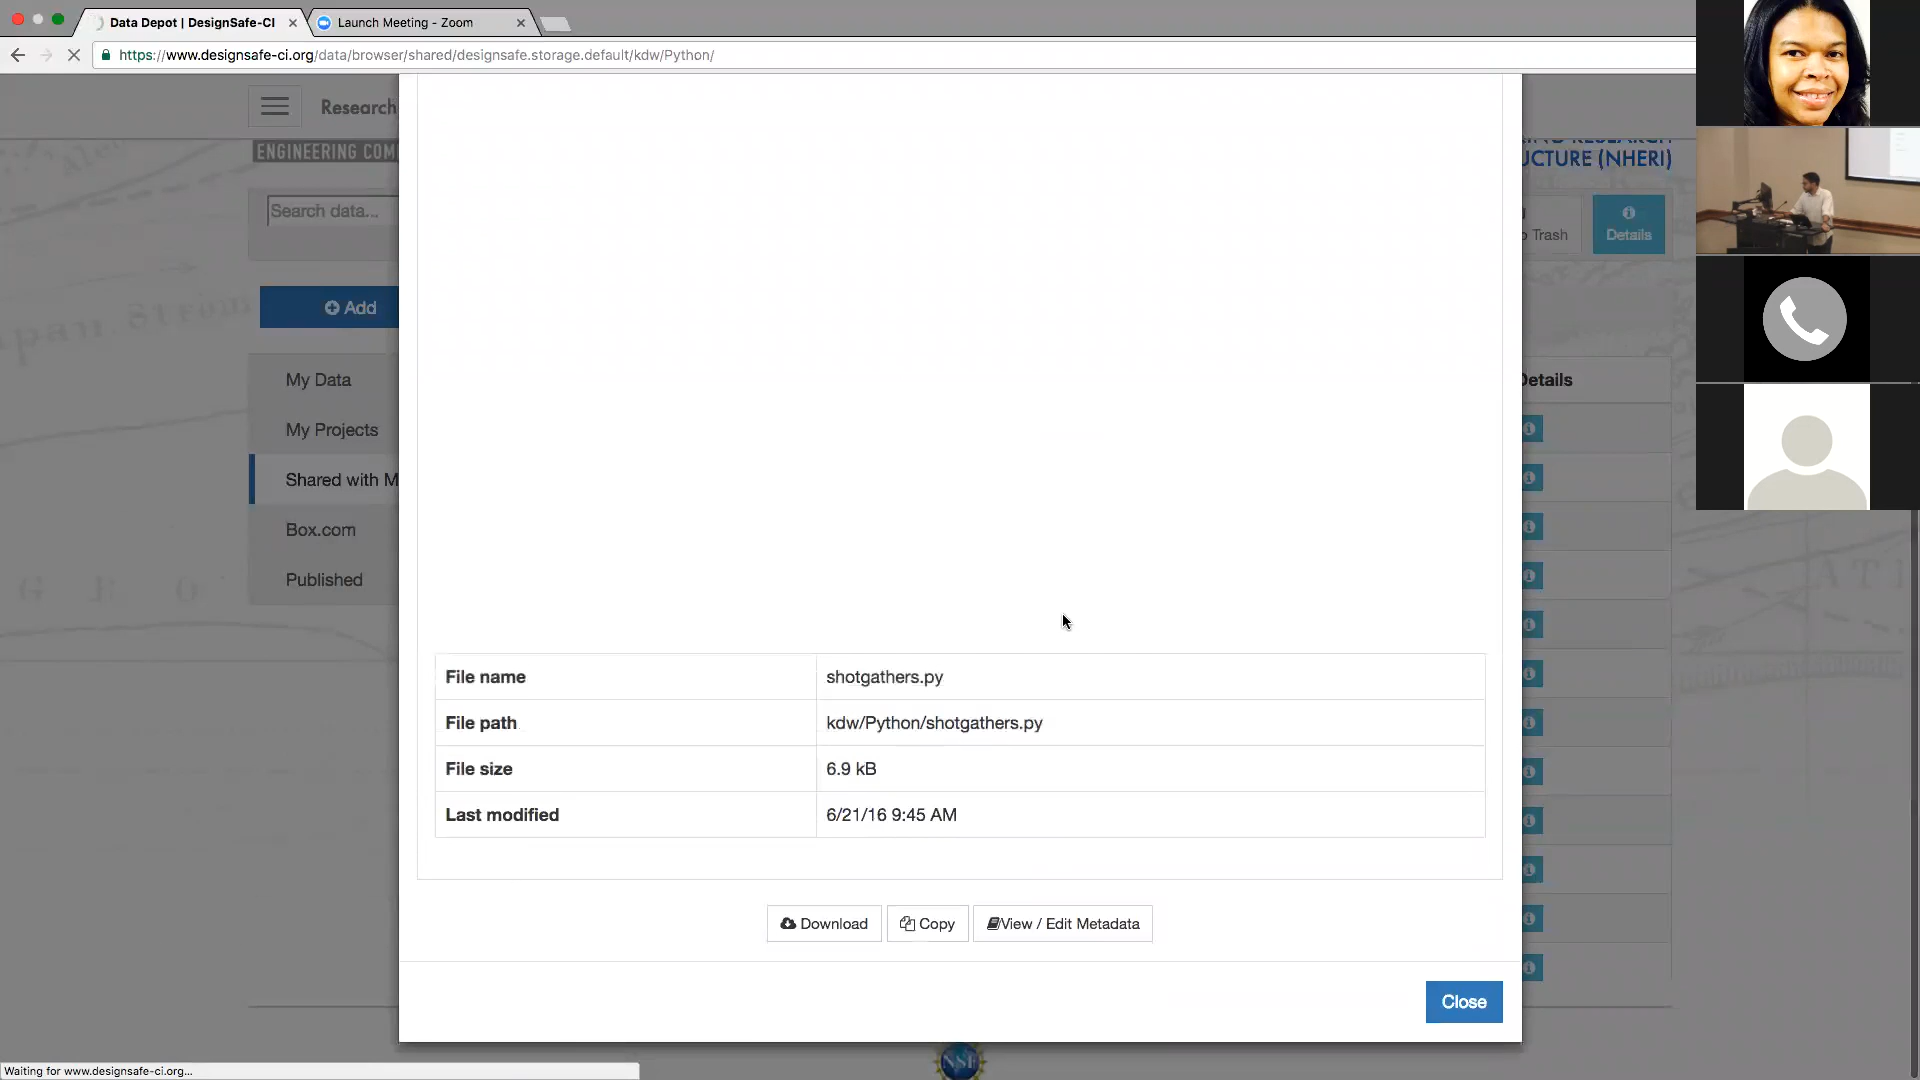 Data Depot | DesignSafe-CI
Launch Meeting - Zoom
https://www.designsafe-ci.org/data/browser/shared/designsafe.storage.default/kdw/Python/
Research
ENGINEERING COM
UCTURE (NHERI)
Search data...
o Trash
Details
Add
My Data
My Projects
Shared with M
Box.com
Published
Details
File name shotgathers.py
File path kdw/Python/shotgathers.py
File size 6.9 kB
Last modified 6/21/16 9:45 AM
Download Copy View / Edit Metadata
Close
NSF
Waiting for www.designsafe-ci.org...